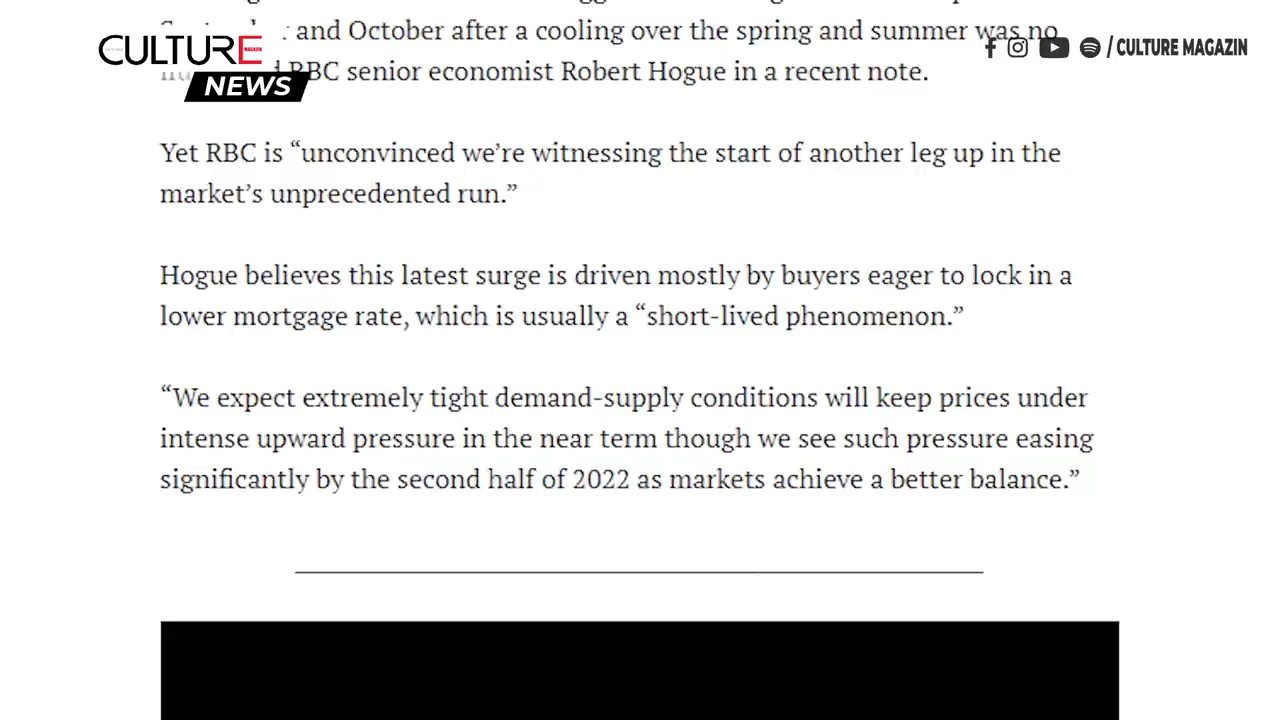 and October after a cooling over the spring and summer was no
CULTURE
MAGAZIN
NEWS
/ CULTURE MAGAZIN
RBC senior economist Robert Hogue in a recent note.
Yet RBC is “unconvinced we’re witnessing the start of another leg up in the
market’s unprecedented run.”
Hogue believes this latest surge is driven mostly by buyers eager to lock in a
lower mortgage rate, which is usually a “short-lived phenomenon.”
“We expect extremely tight demand-supply conditions will keep prices under
intense upward pressure in the near term though we see such pressure easing
significantly by the second half of 2022 as markets achieve a better balance.”